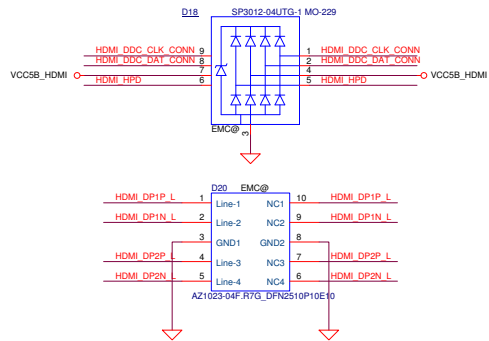 D18 SP3012-04UTG-1 MO-229
HDMI_DDC_CLK_CONN 9 1 HDMI_DDC_CLK_CONN
HDMI_DDC_DAT_CONN 8 2 HDMI_DDC_DAT_CONN
VCC5B_HDMI 7 4 VCC5B_HDMI
HDMI_HPD 6 5 HDMI_HPD
EMC@
3
D20 EMC@
HDMI_DP1P_L 1 Line-1 NC1 10 HDMI_DP1P_L
HDMI_DP1N_L 2 Line-2 NC2 9 HDMI_DP1N_L
3 GND1 GND2 8
HDMI_DP2P_L 4 Line-3 NC3 7 HDMI_DP2P_L
HDMI_DP2N_L 5 Line-4 NC4 6 HDMI_DP2N_L
AZ1023-04F.R7G_DFN2510P10E10